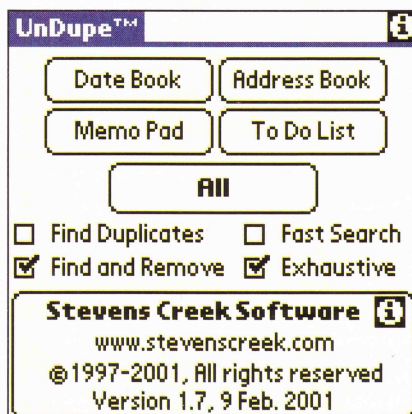 UnDupe™ i
Date Book Address Book
Memo Pad To Do List
All
Find Duplicates Fast Search
Find and Remove Exhaustive
Stevens Creek Software i
www.stevenscreek.com
©1997-2001, All rights reserved
Version 1.7, 9 Feb. 2001